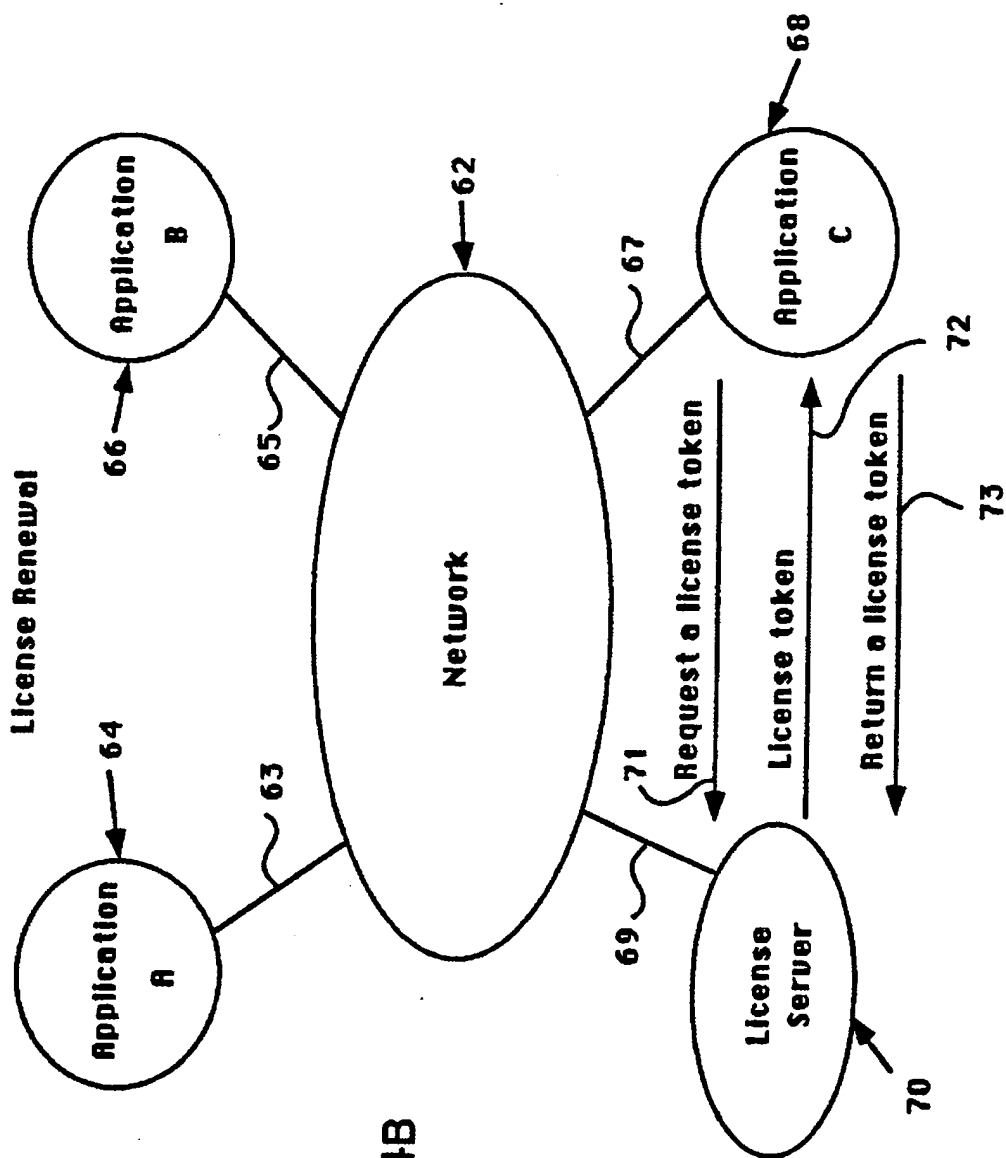 License Renewal
64
Application
A
63
66
Application
B
65
62
Network
69
67
68
Application
C
71
Request a license token
License token
72
Return a license token
73
License
Server
70
4B